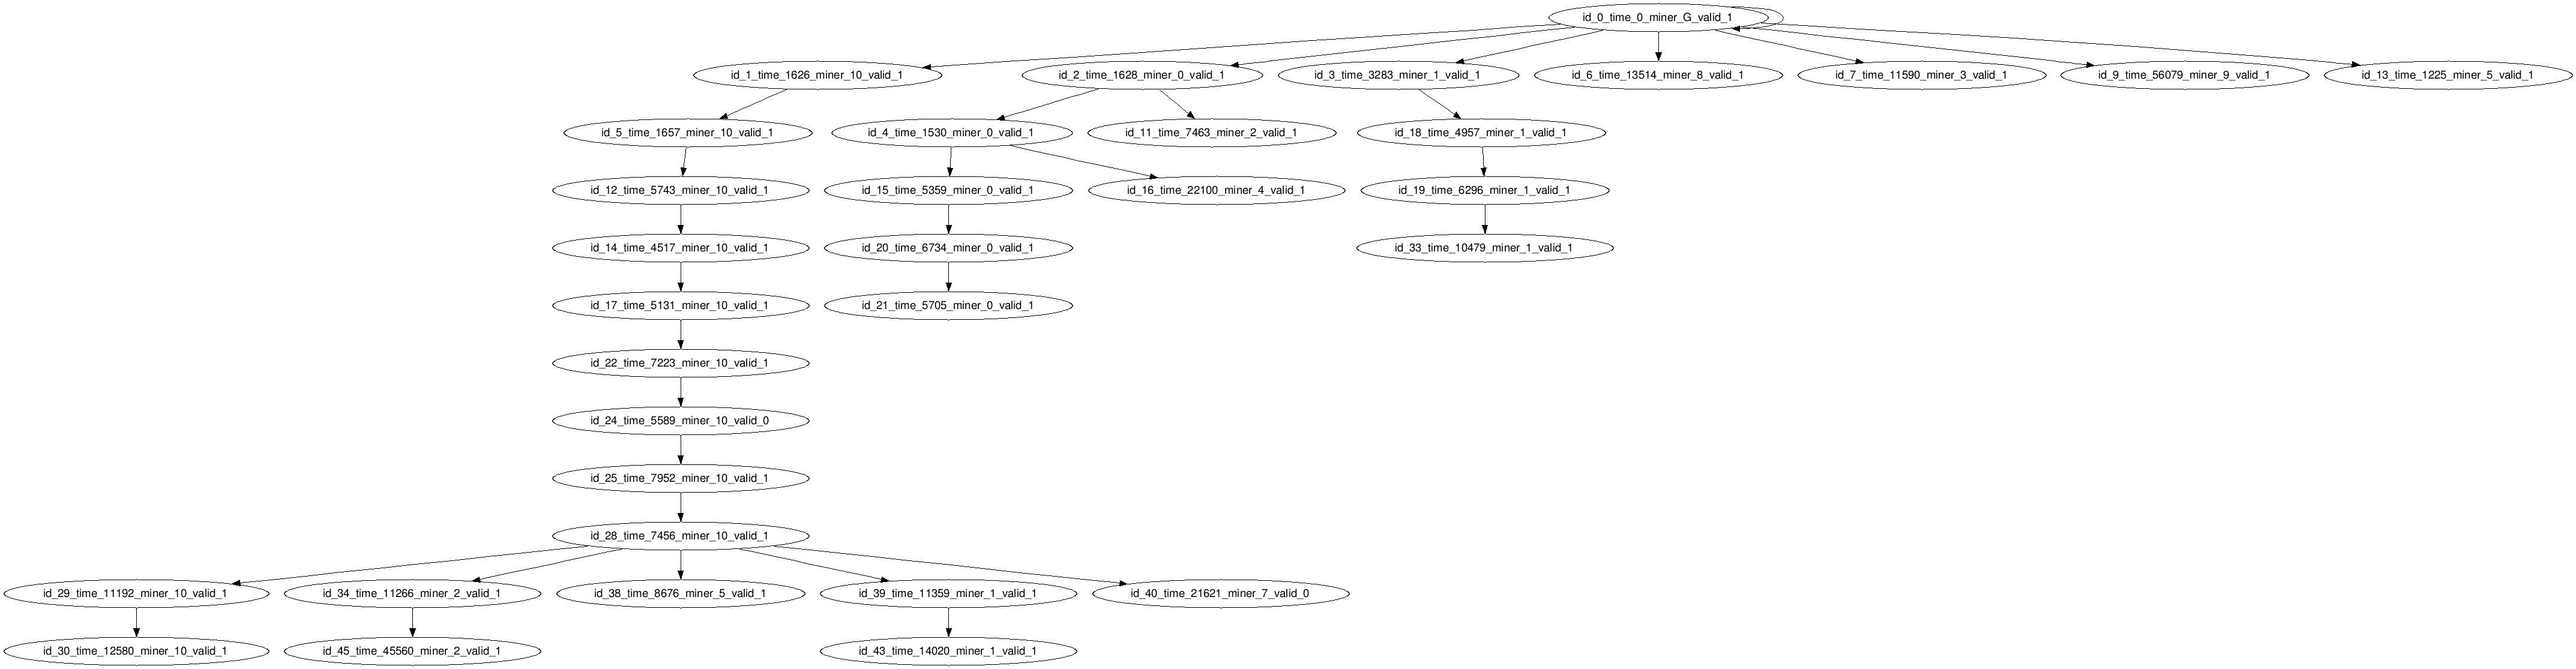 id_0_time_0_miner_G_valid_1
id_1_time_1626_miner_10_valid_1
id_2_time_1628_miner_0_valid_1
id_3_time_3283_miner_1_valid_1
id_6_time_13514_miner_8_valid_1
id_7_time_11590_miner_3_valid_1
id_9_time_56079_miner_9_valid_1
id_13_time_1225_miner_5_valid_1
id_5_time_1657_miner_10_valid_1
id_4_time_1530_miner_0_valid_1
id_11_time_7463_miner_2_valid_1
id_18_time_4957_miner_1_valid_1
id_12_time_5743_miner_10_valid_1
id_15_time_5359_miner_0_valid_1
id_16_time_22100_miner_4_valid_1
id_19_time_6296_miner_1_valid_1
id_14_time_4517_miner_10_valid_1
id_20_time_6734_miner_0_valid_1
id_33_time_10479_miner_1_valid_1
id_17_time_5131_miner_10_valid_1
id_21_time_5705_miner_0_valid_1
id_22_time_7223_miner_10_valid_1
id_24_time_5589_miner_10_valid_0
id_25_time_7952_miner_10_valid_1
id_28_time_7456_miner_10_valid_1
id_29_time_11192_miner_10_valid_1
id_34_time_11266_miner_2_valid_1
id_38_time_8676_miner_5_valid_1
id_39_time_11359_miner_1_valid_1
id_40_time_21621_miner_7_valid_0
id_30_time_12580_miner_10_valid_1
id_45_time_45560_miner_2_valid_1
id_43_time_14020_miner_1_valid_1